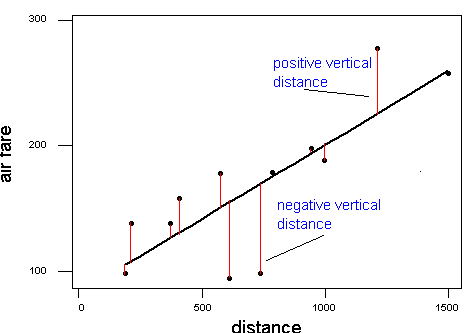 300
positive vertical
distance
200
air fare
negative vertical
distance
100
0
500
1000
1500
distance